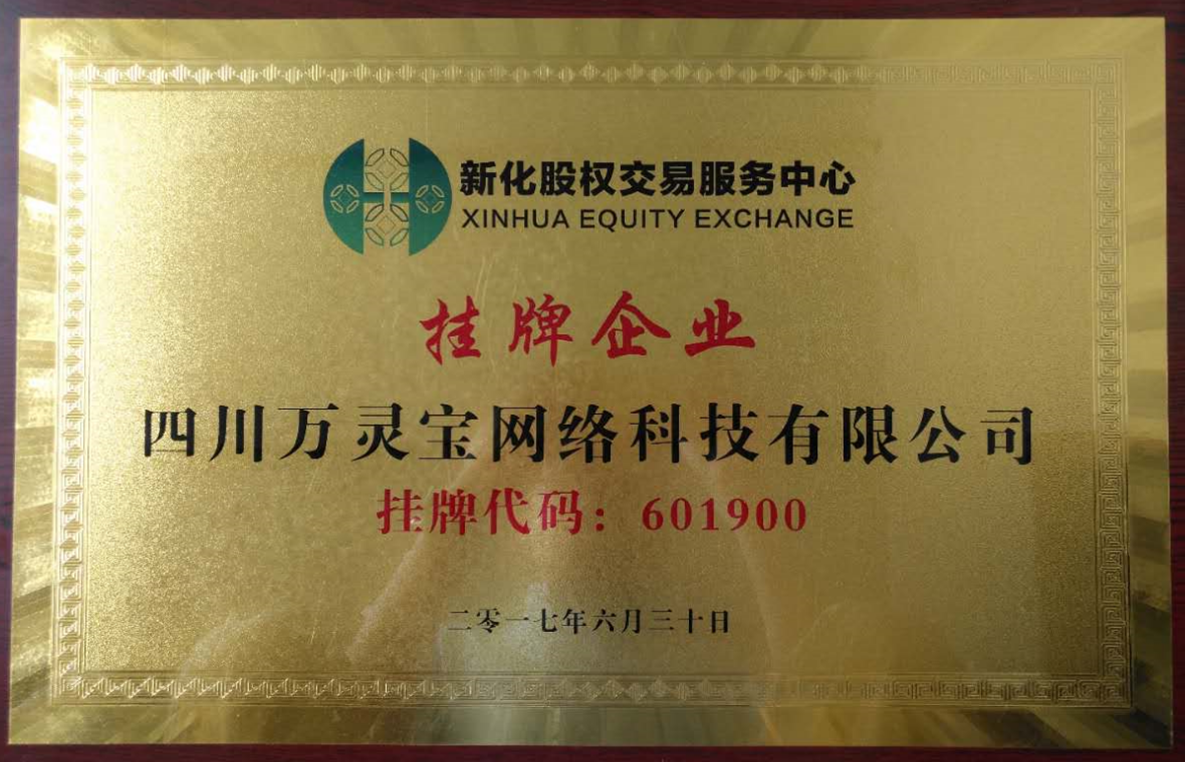 新化股权交易服务中心
XINHUA EQUITY EXCHANGE
挂牌企业
四川万灵宝网络科技有限公司
挂牌代码：601900
二零一七年六月三十日